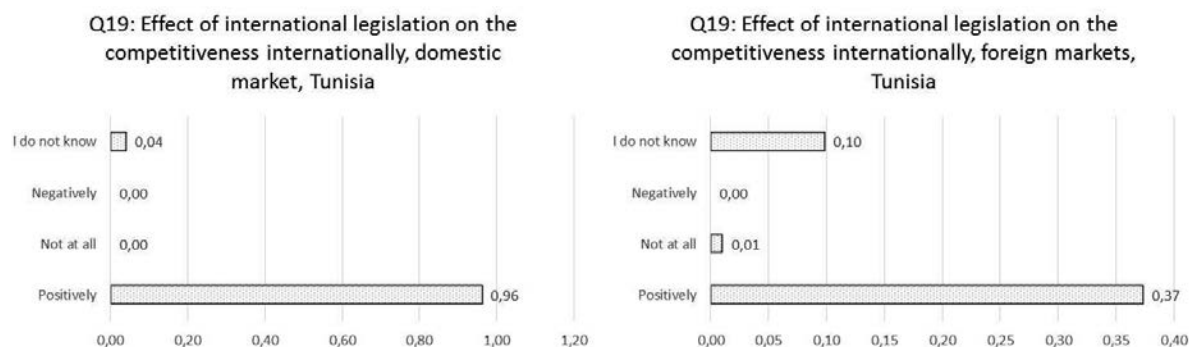 Q19: Effect of international legislation on the
competitiveness internationally, domestic
market, Tunisia
I do not know
0,04
Negatively
0,00
Not at all
0,00
Positively
0,96
0,00 0,20 0,40 0,60 0,80 1,00 1,20
Q19: Effect of international legislation on the
competitiveness internationally, foreign markets,
Tunisia
I do not know
0,10
Negatively
0,00
Not at all
0,01
Positively
0,37
0,00 0,05 0,10 0,15 0,20 0,25 0,30 0,35 0,40